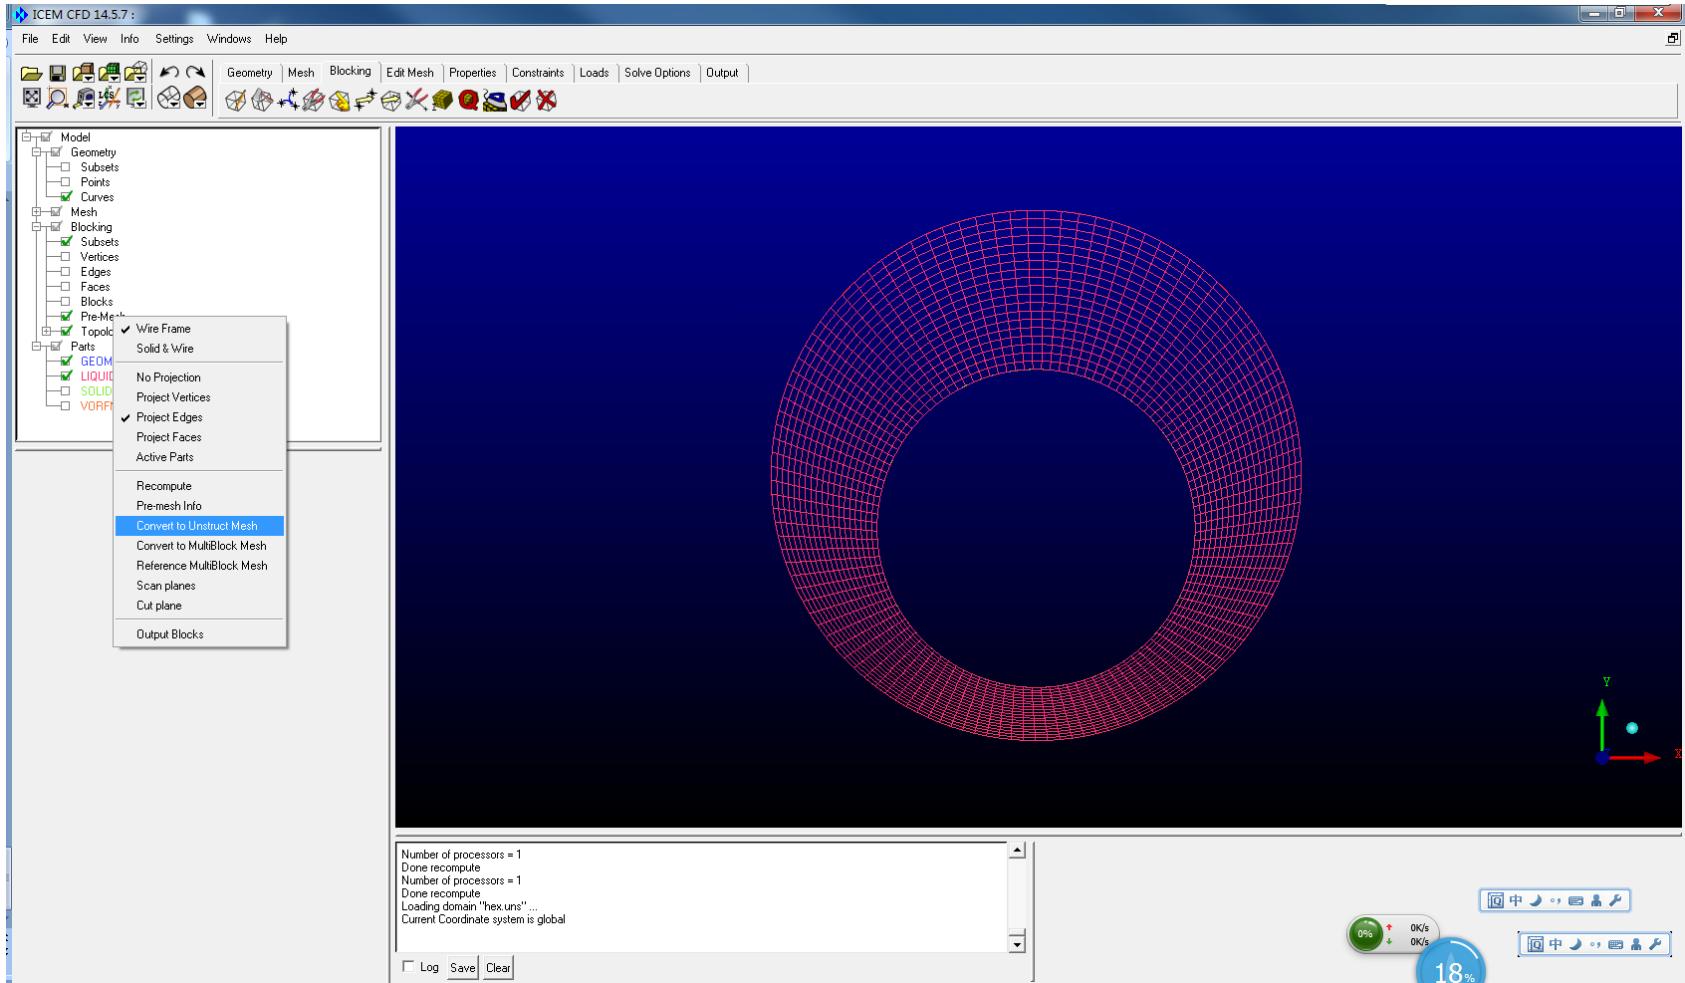 ICEM CFD 14.5.7 :
File Edit View Info Settings Windows Help
Geometry Mesh Blocking Edit Mesh Properties Constraints Loads Solve Options Output
LCS
Model
Geometry
Subsets
Points
Curves
Mesh
Blocking
Subsets
Vertices
Edges
Faces
Blocks
Pre-Mesh
Topolo
Parts
GEOM
LIQUID
SOLID
VORFN
Wire Frame
Solid & Wire
No Projection
Project Vertices
Project Edges
Project Faces
Active Parts
Recompute
Pre-mesh Info
Convert to Unstruct Mesh
Convert to MultiBlock Mesh
Reference MultiBlock Mesh
Scan planes
Cut plane
Output Blocks
Y
X
Number of processors = 1
Done recompute
Number of processors = 1
Done recompute
Loading domain "hex.uns" ...
Current Coordinate system is global
Log Save Clear
中
0% 0K/s
0K/s
中
18%